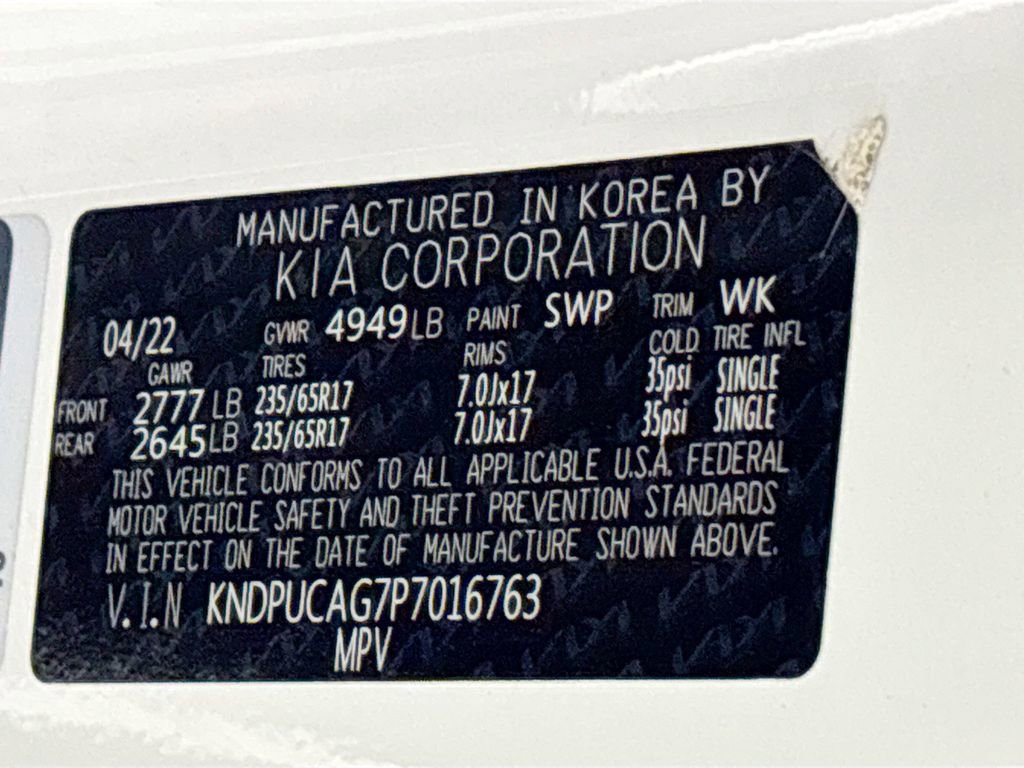 MANUFACTURED IN KOREA BY
KIA CORPORATION
04/22 GVWR 4949LB PAINT SWP TRIM WK
GAWR TIRES RIMS COLD TIRE INFL
FRONT 2777 LB 235/65R17 7.0Jx17 35psi SINGLE
REAR 2645LB 235/65R17 7.0Jx17 35psi SINGLE
THIS VEHICLE CONFORMS TO ALL APPLICABLE U.S.A. FEDERAL
MOTOR VEHICLE SAFETY AND THEFT PREVENTION STANDARDS
IN EFFECT ON THE DATE OF MANUFACTURE SHOWN ABOVE.
V.I.N KNDPUCAG7P7016763
MPV